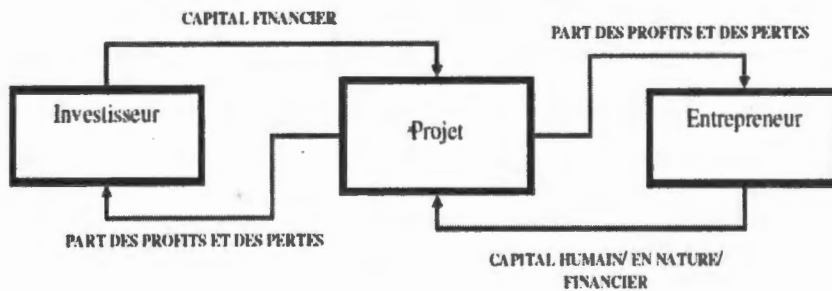 CAPITAL FINANCIER
PART DES PROFITS ET DES PERTES
Investisseur
Projet
Entrepreneur
PART DES PROFITS ET DES PERTES
CAPITAL HUMAIN/ EN NATURE/
FINANCIER